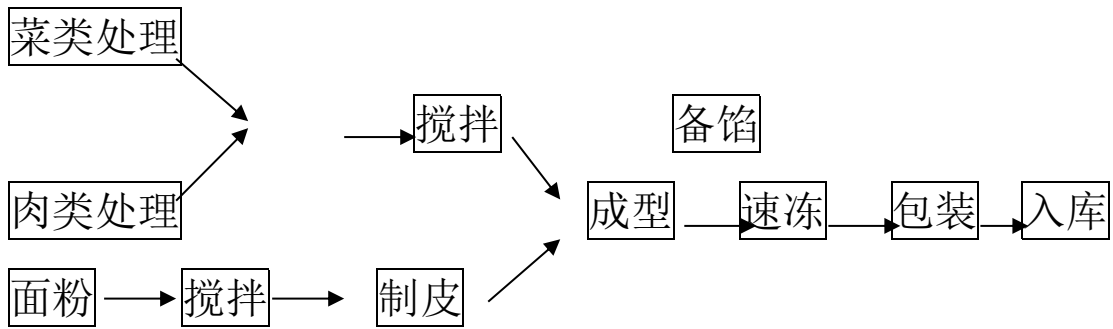 菜类处理
搅拌 备馅
肉类处理
成型 速冻 包装 入库
面粉 搅拌 制皮